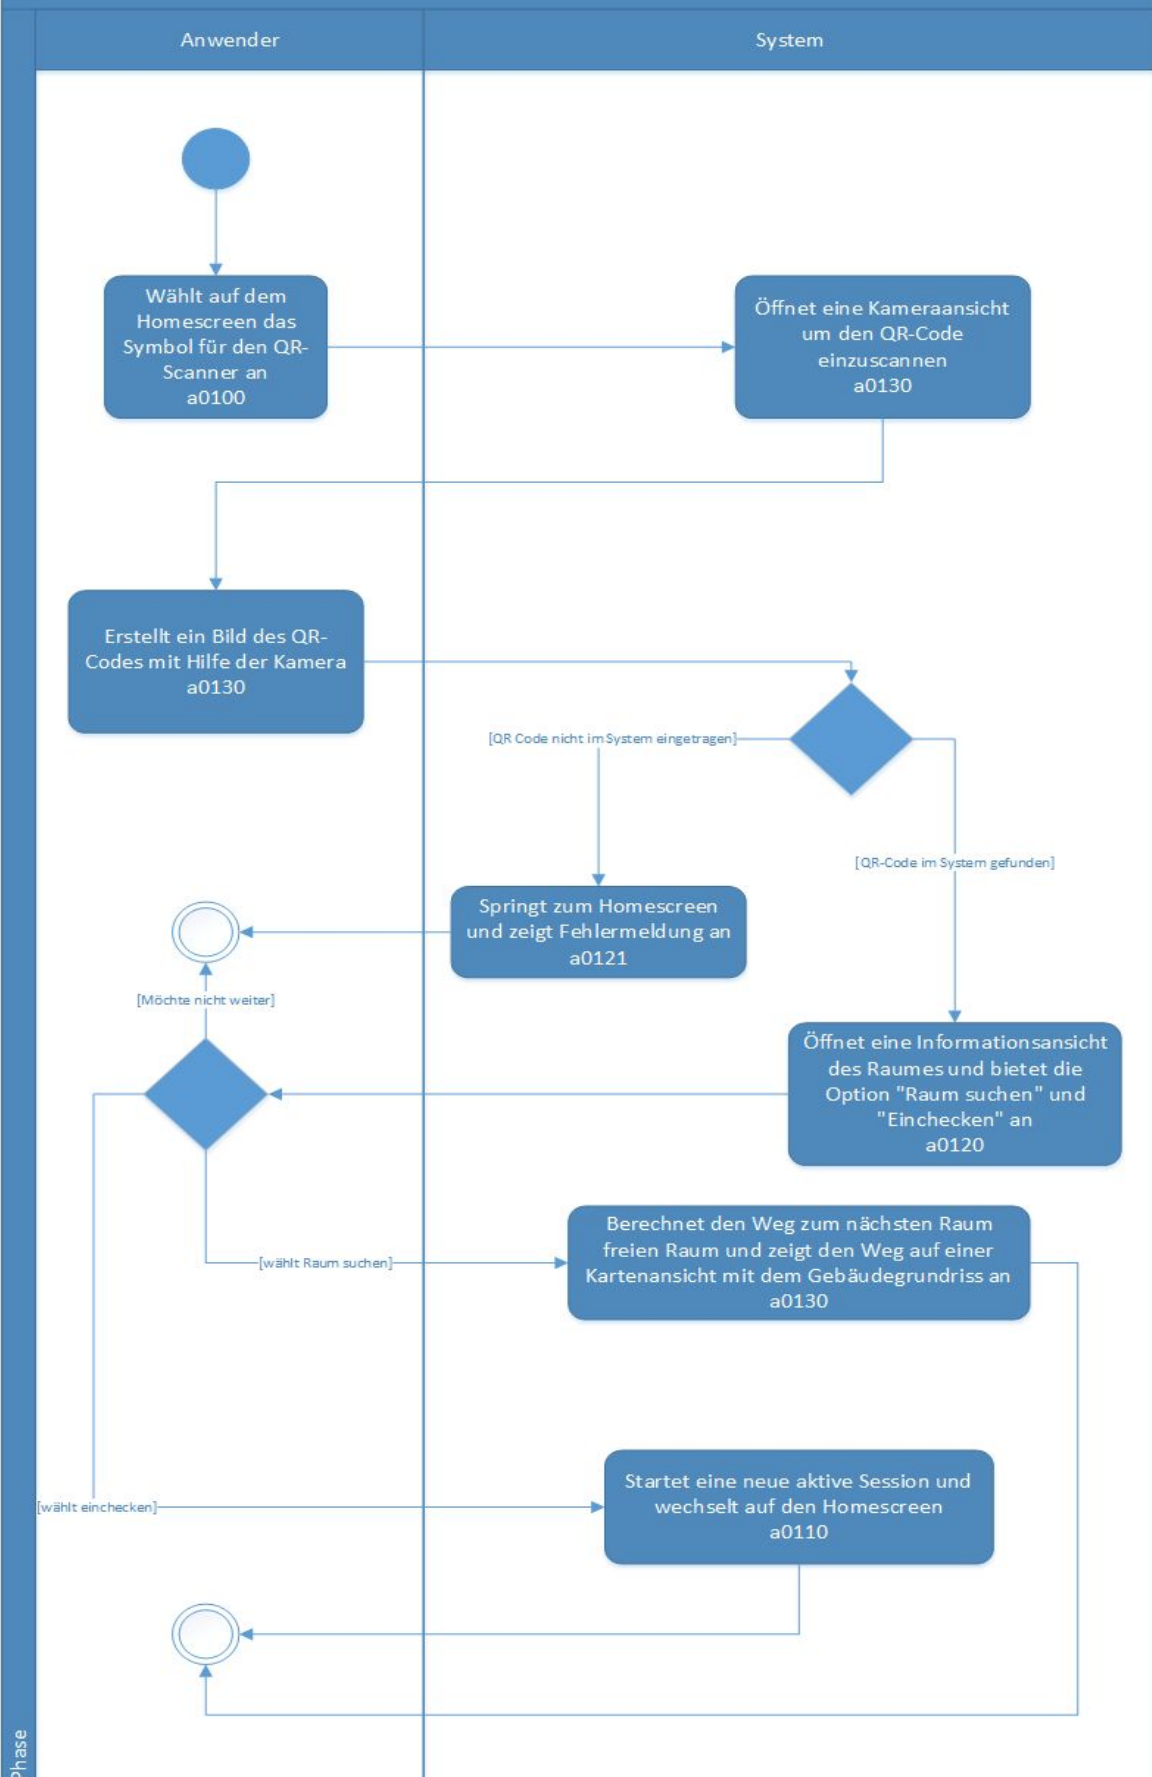 Anwender
System
Wählt auf dem
Homescreen das
Symbol für den QR-
Scanner an
a0100
Öffnet eine Kameraansicht
um den QR-Code
einzuscannen
a0130
Erstellt ein Bild des QR-
Codes mit Hilfe der Kamera
a0130
[QR Code nicht im System eingetragen]
[QR-Code im System gefunden]
Springt zum Homescreen
und zeigt Fehlermeldung an
a0121
[Möchte nicht weiter]
Öffnet eine Informationsansicht
des Raumes und bietet die
Option "Raum suchen" und
"Einchecken" an
a0120
Berechnet den Weg zum nächsten Raum
freien Raum und zeigt den Weg auf einer
Kartenansicht mit dem Gebäudegrundriss an
a0130
[wählt Raum suchen]
Startet eine neue aktive Session und
wechselt auf den Homescreen
a0110
[wählt einchecken]
Phase